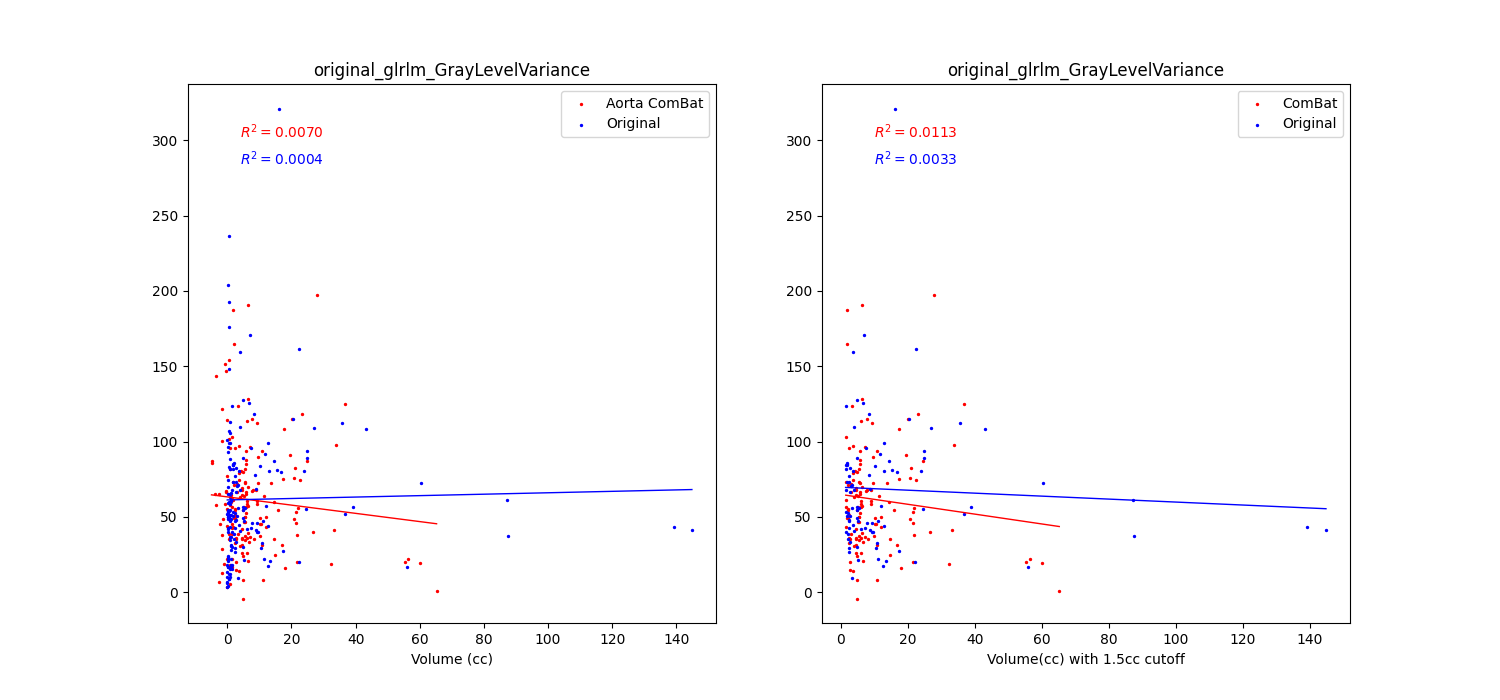 original_glrlm_GrayLevelVariance
Aorta ComBat
Original
R² = 0.0070
R² = 0.0004
300
250
200
150
100
50
0
0 20 40 60 80 100 120 140
Volume (cc)
original_glrlm_GrayLevelVariance
ComBat
Original
R² = 0.0113
R² = 0.0033
300
250
200
150
100
50
0
0 20 40 60 80 100 120 140
Volume(cc) with 1.5cc cutoff